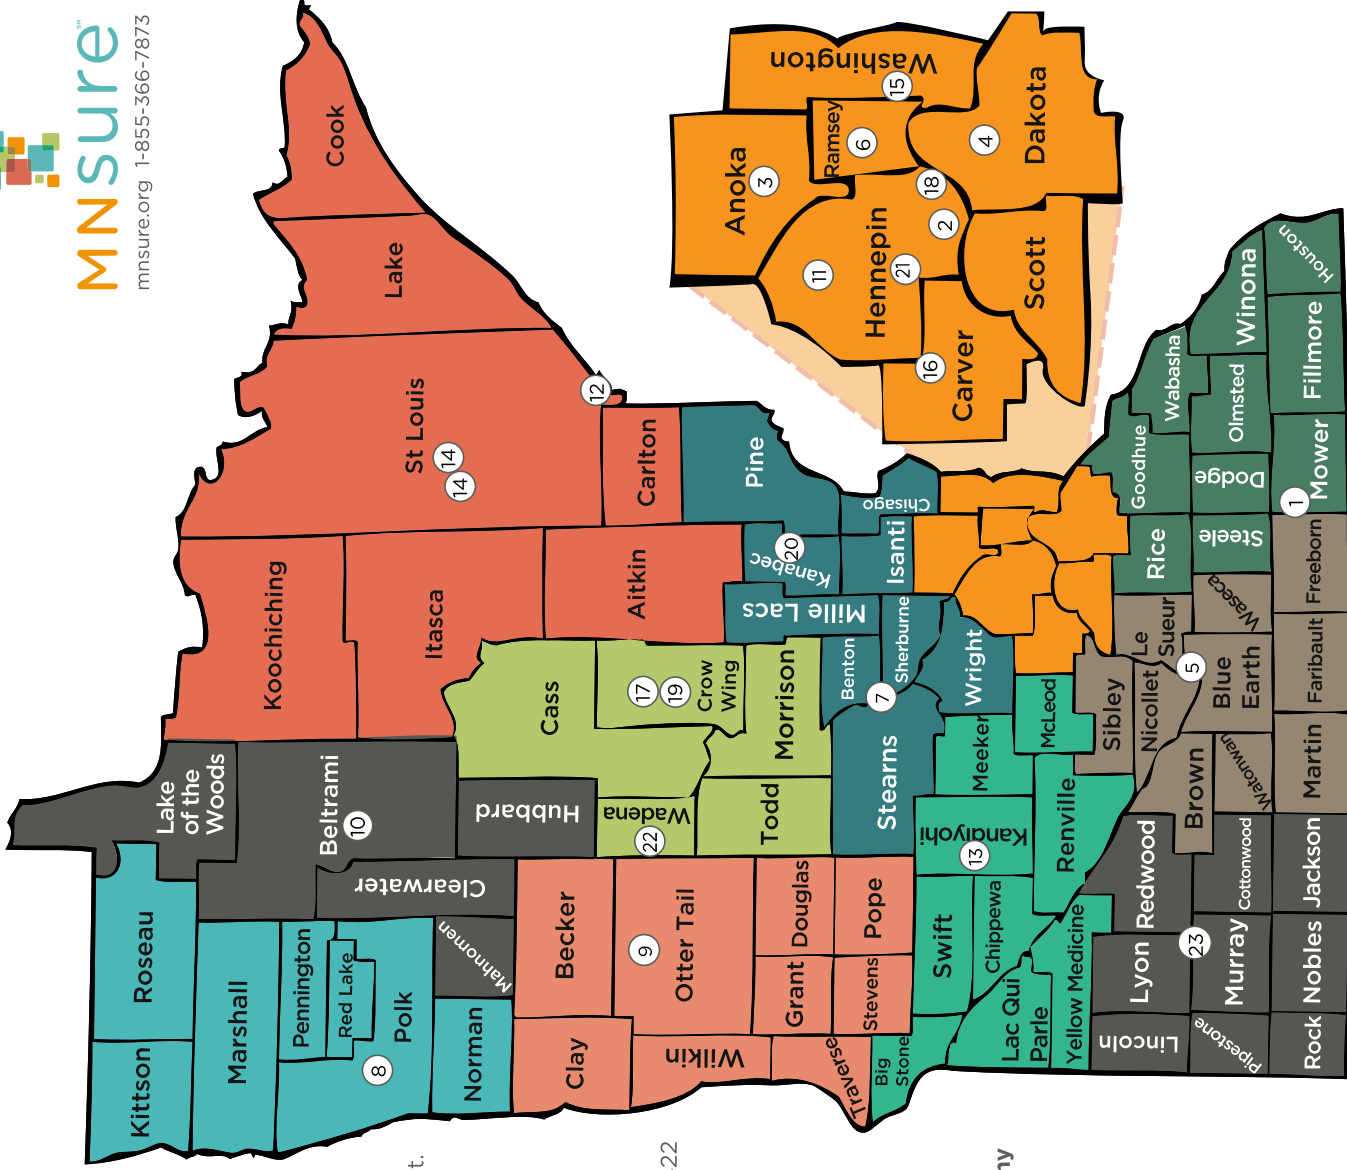 MNsure℠
mnsure.org 1-855-366-7873
Kittson
Roseau
Lake
of the
Woods
Marshall
Koochiching
St Louis
Lake
Cook
Pennington
Red Lake
Polk
8
Beltrami
10
Clearwater
Itasca
14
14
Norman
Mahnomen
Hubbard
Cass
12
Clay
Becker
Wadena
22
Crow
Wing
17
19
Aitkin
Carlton
Wilkin
Otter Tail
9
Todd
Morrison
Mille Lacs
Kanabec
20
Pine
Grant
Douglas
Traverse
Stevens
Pope
Stearns
Benton
7
Sherburne
Isanti
Chisago
Big
Stone
Swift
Kandiyohi
13
Meeker
Wright
Lac Qui
Parle
Chippewa
Renville
McLeod
Yellow Medicine
Sibley
Nicollet
Le
Sueur
Rice
Goodhue
Wabasha
Lincoln
Lyon
Redwood
Brown
5
Blue
Earth
Waseca
Steele
Dodge
Olmsted
Winona
Pipestone
Murray
23
Cottonwood
Watonwan
Rock
Nobles
Jackson
Martin
Faribault
Freeborn
Mower
1
Fillmore
Houston
Anoka
3
Washington
15
Ramsey
6
Hennepin
11
21
2
18
Carver
16
Scott
Dakota
4
t.
22
ny